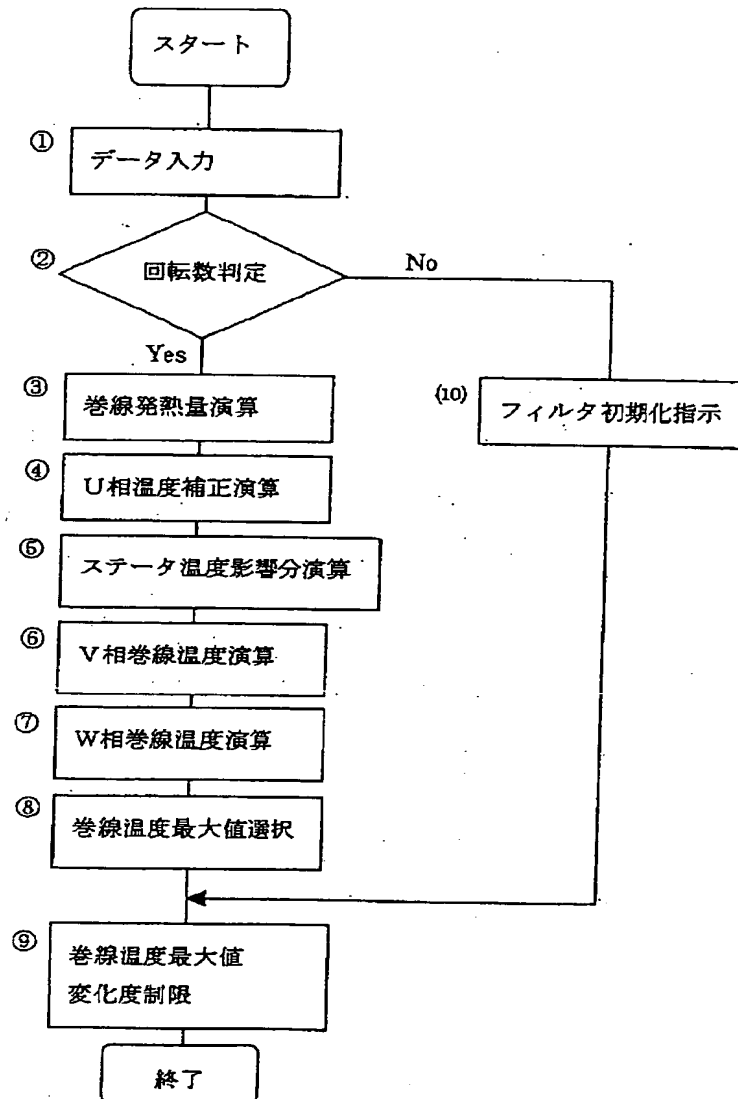 スタート
① データ入力
② 回転数判定
No
Yes
③ 巻線発熱量演算
(10) フィルタ初期化指示
④ U相温度補正演算
⑤ ステータ温度影響分演算
⑥ V相巻線温度演算
⑦ W相巻線温度演算
⑧ 巻線温度最大値選択
⑨ 巻線温度最大値
変化度制限
終了